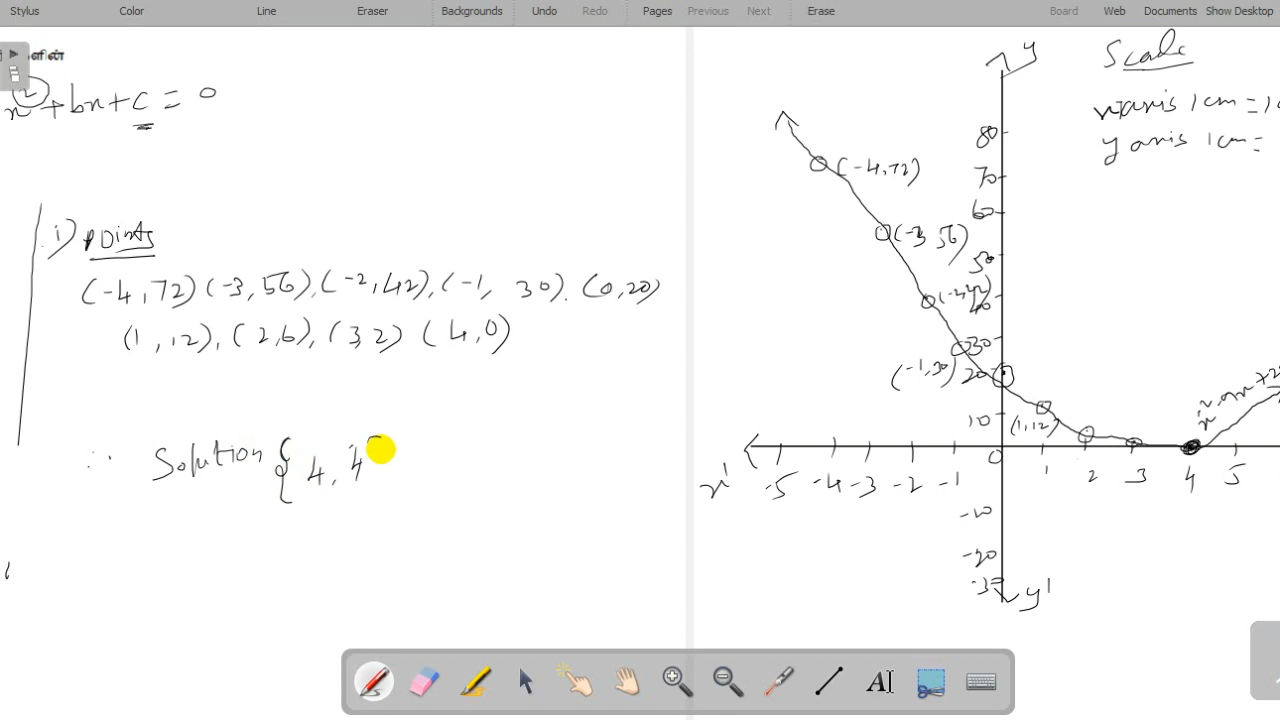 Stylus Color Line Eraser Backgrounds Undo Redo Pages Previous Next Erase Board Web Documents Show Desktop
x²+bx+c = 0
i) points
(-4,72) (-3,56), (-2,42), (-1, 30). (0,20)
(1,12), (2,6), (3 2) (4,0)
∴ Solution { 4, 4
Scale
x axis 1cm =
y axis 1cm =
y
80
70
60
50
40
30
20
10
0
-10
-20
-30
y'
x'
-5 -4 -3 -2 -1 1 2 3 4 5
(-4,72)
(-3 56)
(-2,42)
(-1,30)
(1,12)
x²-9x+2
A